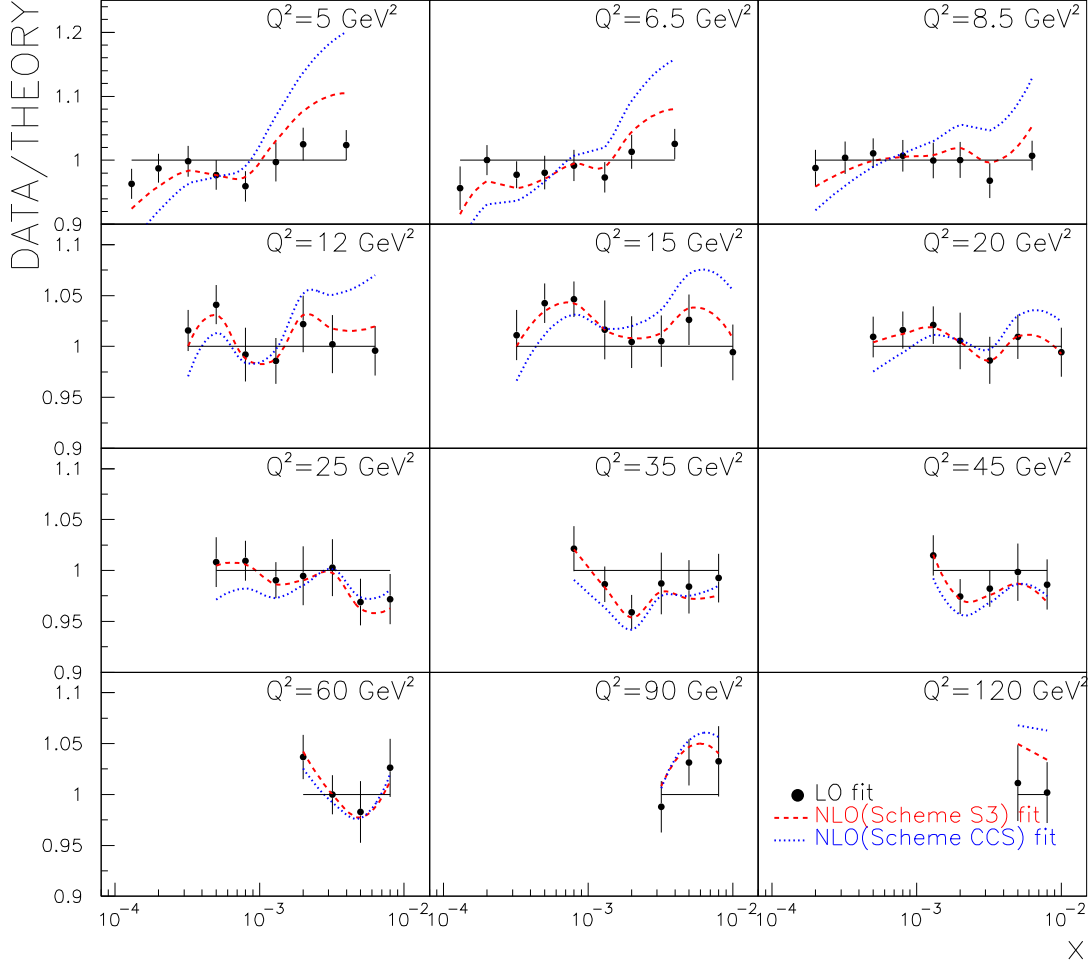 DATA/THEORY
Q²=5 GeV²
Q²=6.5 GeV²
Q²=8.5 GeV²
1.2
1.1
1
0.9
Q²=12 GeV²
Q²=15 GeV²
Q²=20 GeV²
1.1
1.05
1
0.95
0.9
Q²=25 GeV²
Q²=35 GeV²
Q²=45 GeV²
1.1
1.05
1
0.95
0.9
Q²=60 GeV²
Q²=90 GeV²
Q²=120 GeV²
1.1
1.05
1
0.95
0.9
LO fit
NLO(Scheme S3) fit
NLO(Scheme CCS) fit
10⁻⁴ 10⁻³ 10⁻² 10⁻⁴ 10⁻³ 10⁻² 10⁻⁴ 10⁻³ 10⁻²
X